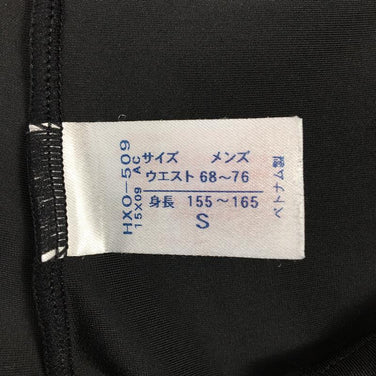 HXO-509
15X09 AC
サイズ メンズ
ウエスト 68～76
身長 155～165
S
ベトナム製